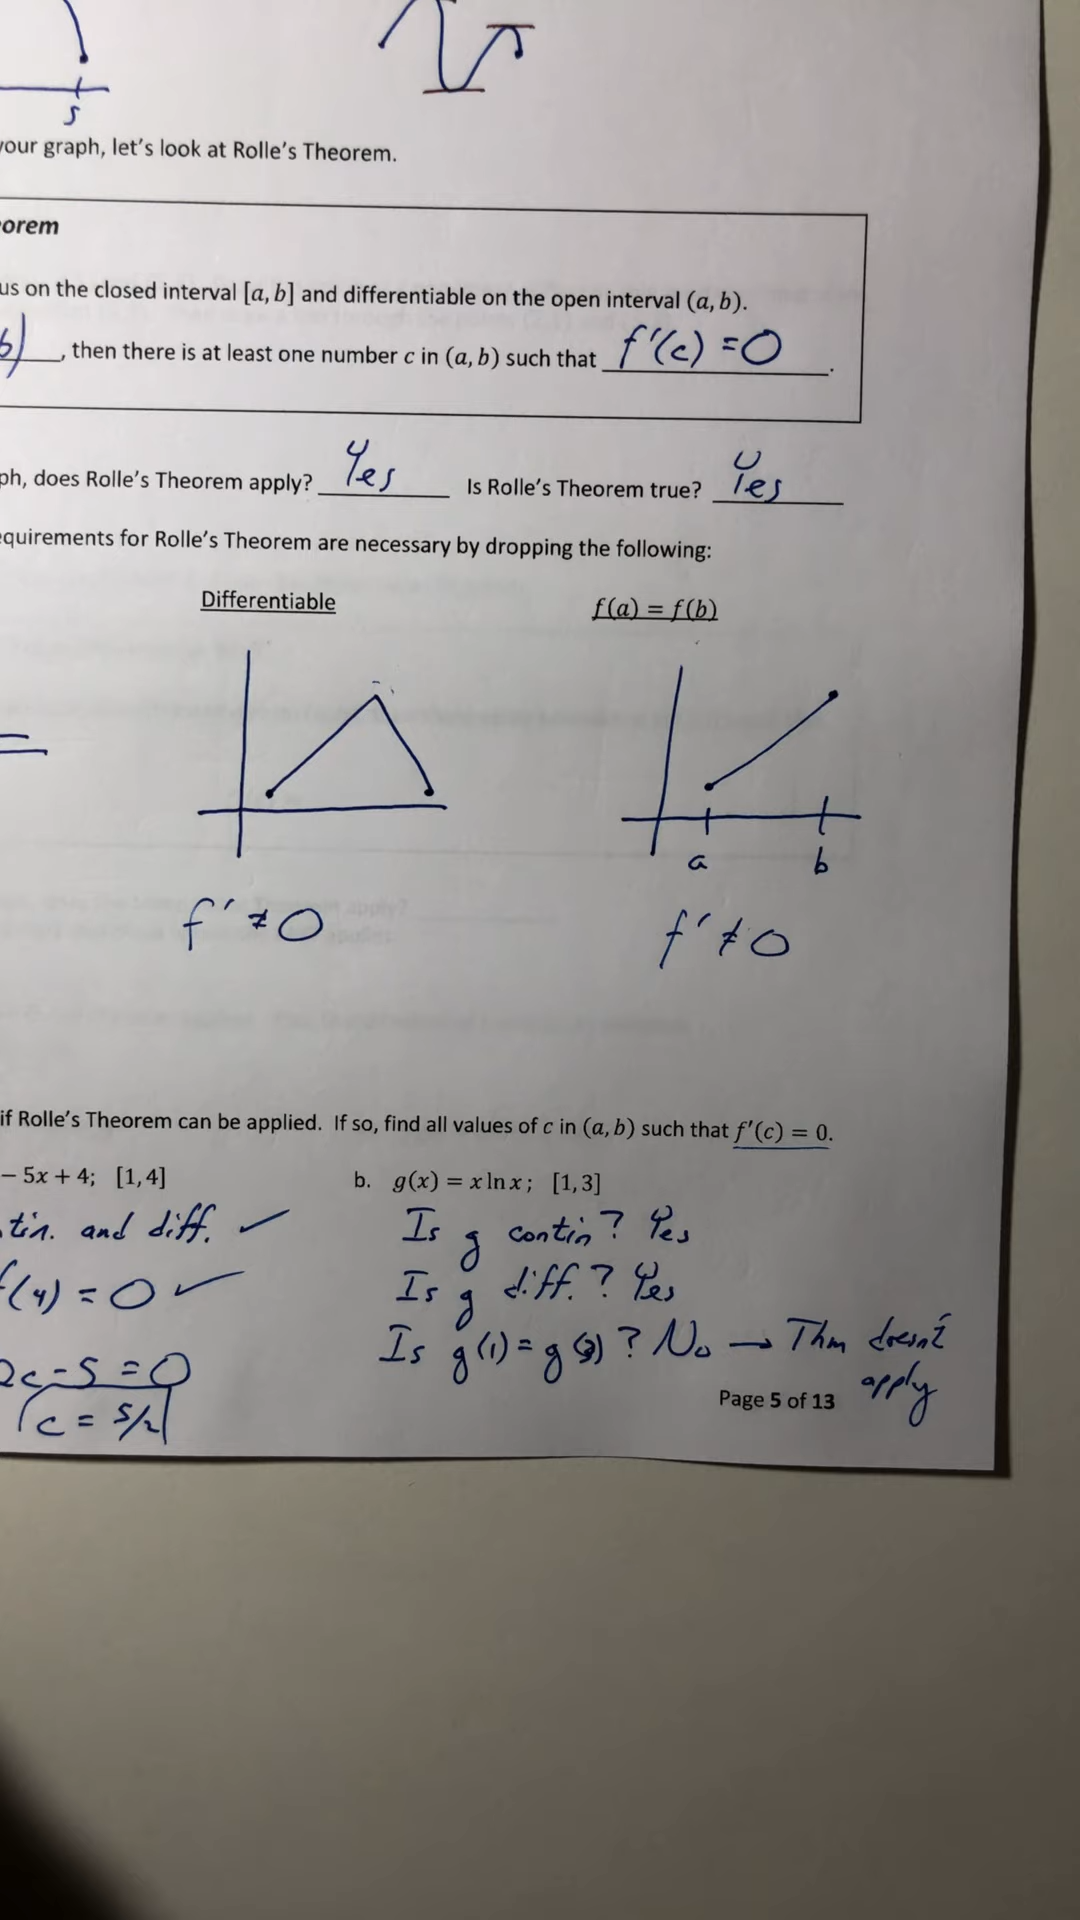 5
your graph, let's look at Rolle's Theorem.
orem
us on the closed interval [a, b] and differentiable on the open interval (a, b).
b) , then there is at least one number c in (a, b) such that f'(c) = 0 .
ph, does Rolle's Theorem apply? Yes Is Rolle's Theorem true? Yes
equirements for Rolle's Theorem are necessary by dropping the following:
Differentiable f(a) = f(b)
a b
f' ≠ 0 f' ≠ 0
if Rolle's Theorem can be applied. If so, find all values of c in (a, b) such that f'(c) = 0.
– 5x + 4; [1, 4] b. g(x) = x ln x; [1, 3]
tin. and diff. ✓ Is g contin? Yes
f(4) = 0 ✓ Is g diff.? Yes
2c - 5 = 0 Is g(1) = g(3)? No → Thm doesn't apply
c = 5/2
Page 5 of 13